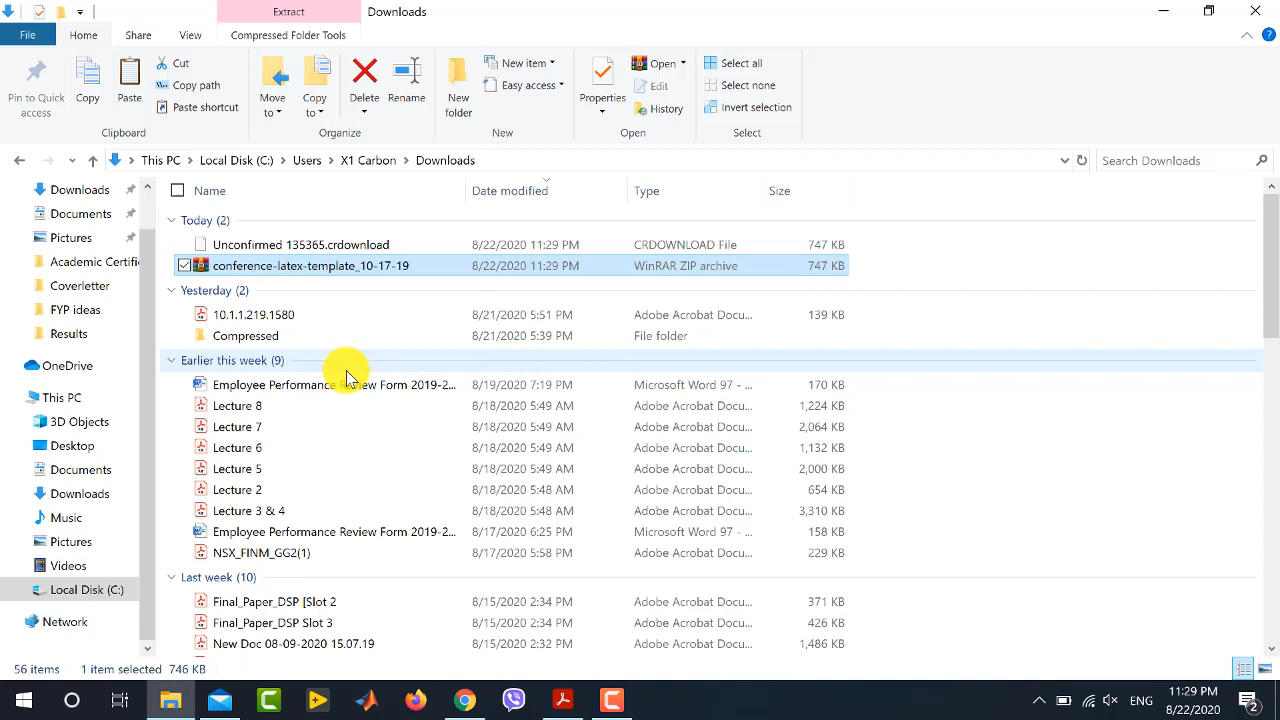 Extract
Downloads
File
Home
Share
View
Compressed Folder Tools
Pin to Quick access
Copy
Paste
Cut
Copy path
Paste shortcut
Clipboard
Move to
Copy to
Delete
Rename
Organize
New folder
New item
Easy access
New
Properties
Open
Edit
History
Open
Select all
Select none
Invert selection
Select
This PC > Local Disk (C:) > Users > X1 Carbon > Downloads
Search Downloads
Downloads
Documents
Pictures
Academic Certifi
Coverletter
FYP ideas
Results
OneDrive
This PC
3D Objects
Desktop
Documents
Downloads
Music
Pictures
Videos
Local Disk (C:)
Network
Name Date modified Type Size
Today (2)
Unconfirmed 135365.crdownload 8/22/2020 11:29 PM CRDOWNLOAD File 747 KB
conference-latex-template_10-17-19 8/22/2020 11:29 PM WinRAR ZIP archive 747 KB
Yesterday (2)
10.1.1.219.1580 8/21/2020 5:51 PM Adobe Acrobat Docu... 139 KB
Compressed 8/21/2020 5:39 PM File folder
Earlier this week (9)
Employee Performance Review Form 2019-2... 8/19/2020 7:19 PM Microsoft Word 97 - ... 170 KB
Lecture 8 8/18/2020 5:49 AM Adobe Acrobat Docu... 1,224 KB
Lecture 7 8/18/2020 5:49 AM Adobe Acrobat Docu... 2,064 KB
Lecture 6 8/18/2020 5:49 AM Adobe Acrobat Docu... 1,132 KB
Lecture 5 8/18/2020 5:49 AM Adobe Acrobat Docu... 2,000 KB
Lecture 2 8/18/2020 5:48 AM Adobe Acrobat Docu... 654 KB
Lecture 3 & 4 8/18/2020 5:48 AM Adobe Acrobat Docu... 3,310 KB
Employee Performance Review Form 2019-2... 8/17/2020 6:25 PM Microsoft Word 97 - ... 158 KB
NSX_FINM_GG2(1) 8/17/2020 5:58 PM Adobe Acrobat Docu... 229 KB
Last week (10)
Final_Paper_DSP [Slot 2 8/15/2020 2:34 PM Adobe Acrobat Docu... 371 KB
Final_Paper_DSP Slot 3 8/15/2020 2:34 PM Adobe Acrobat Docu... 426 KB
New Doc 08-09-2020 15.07.19 8/15/2020 2:32 PM Adobe Acrobat Docu... 1,486 KB
56 items 1 item selected 746 KB
ENG
11:29 PM
8/22/2020
2